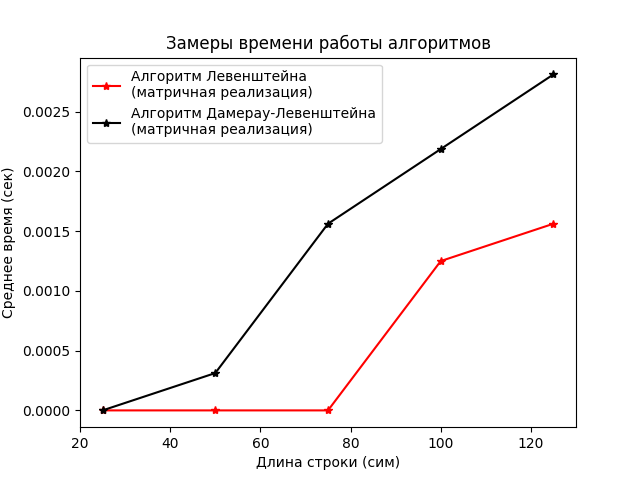 Замеры времени работы алгоритмов
Алгоритм Левенштейна
(матричная реализация)
Алгоритм Дамерау-Левенштейна
(матричная реализация)
Среднее время (сек)
0.0025
0.0020
0.0015
0.0010
0.0005
0.0000
20 40 60 80 100 120
Длина строки (сим)